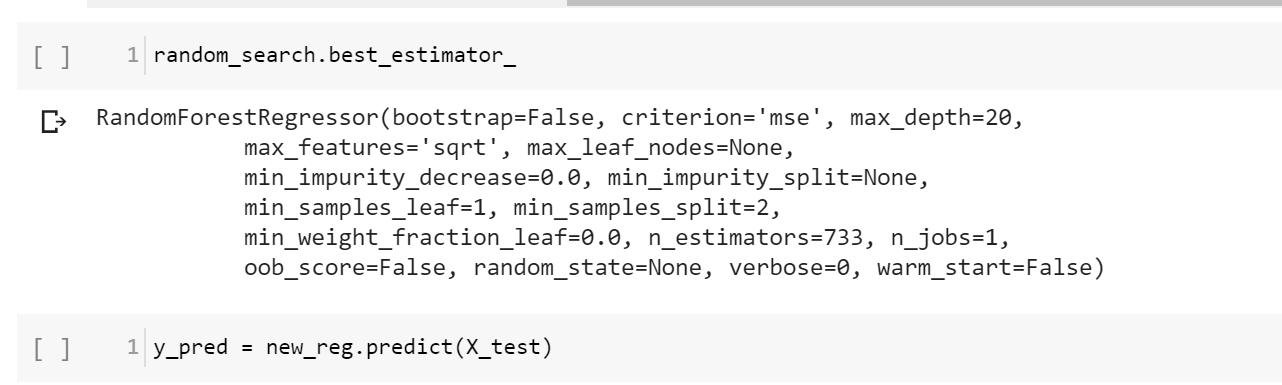 [ ] 1 random_search.best_estimator_
RandomForestRegressor(bootstrap=False, criterion='mse', max_depth=20,
max_features='sqrt', max_leaf_nodes=None,
min_impurity_decrease=0.0, min_impurity_split=None,
min_samples_leaf=1, min_samples_split=2,
min_weight_fraction_leaf=0.0, n_estimators=733, n_jobs=1,
oob_score=False, random_state=None, verbose=0, warm_start=False)
[ ] 1 y_pred = new_reg.predict(X_test)